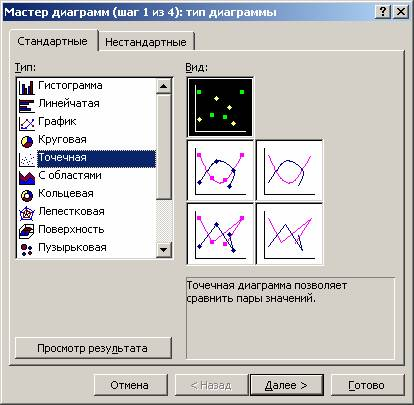 Мастер диаграмм (шаг 1 из 4): тип диаграммы
Стандартные
Нестандартные
Тип:
Гистограмма
Линейчатая
График
Круговая
Точечная
С областями
Кольцевая
Лепестковая
Поверхность
Пузырьковая
Вид:
Точечная диаграмма позволяет
сравнить пары значений.
Просмотр результата
Отмена
< Назад
Далее >
Готово